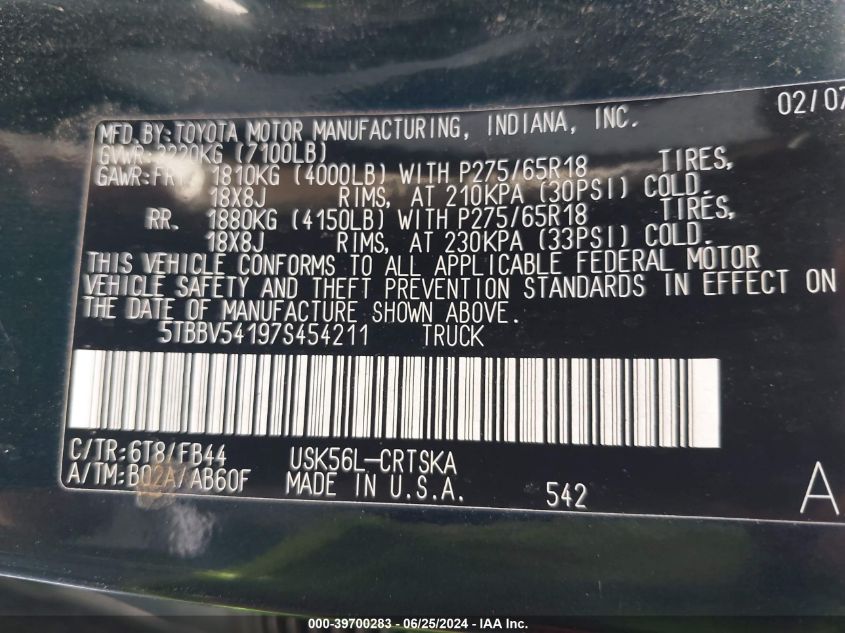 02/07
MFD. BY: TOYOTA MOTOR MANUFACTURING, INDIANA, INC.
GVWR: 3220KG (7100LB)
GAWR: FRT. 1810KG (4000LB) WITH P275/65R18 TIRES,
18X8J RIMS, AT 210KPA (30PSI) COLD.
RR. 1880KG (4150LB) WITH P275/65R18 TIRES,
18X8J RIMS, AT 230KPA (33PSI) COLD.
THIS VEHICLE CONFORMS TO ALL APPLICABLE FEDERAL MOTOR
VEHICLE SAFETY AND THEFT PREVENTION STANDARDS IN EFFECT ON
THE DATE OF MANUFACTURE SHOWN ABOVE.
5TBBV54197S454211 TRUCK
C/TR: 6T8/FB44 USK56L-CRTSKA
A/TM: B02A/AB60F MADE IN U.S.A. 542 A
000-39700283 - 06/25/2024 - IAA Inc.